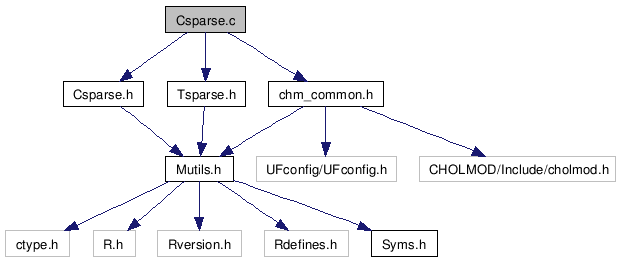 Csparse.c
Csparse.h
Tsparse.h
chm_common.h
Mutils.h
UFconfig/UFconfig.h
CHOLMOD/Include/cholmod.h
ctype.h
R.h
Rversion.h
Rdefines.h
Syms.h